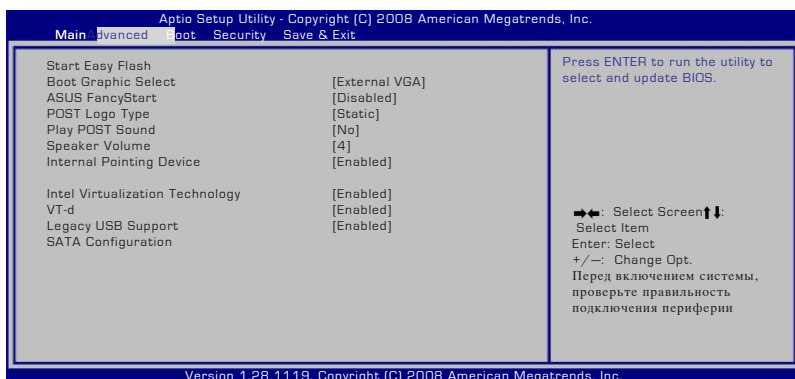 Aptio Setup Utility - Copyright (C) 2008 American Megatrends, Inc.
Main Advanced Boot Security Save & Exit
Start Easy Flash
Boot Graphic Select [External VGA]
ASUS FancyStart [Disabled]
POST Logo Type [Static]
Play POST Sound [No]
Speaker Volume [4]
Internal Pointing Device [Enabled]
Intel Virtualization Technology [Enabled]
VT-d [Enabled]
Legacy USB Support [Enabled]
SATA Configuration
Press ENTER to run the utility to
select and update BIOS.
➡⬅: Select Screen⬆⬇:
Select Item
Enter: Select
+/—: Change Opt.
Перед включением системы,
проверьте правильность
подключения периферии
Version 1.28.1119. Copyright (C) 2008 American Megatrends, Inc.